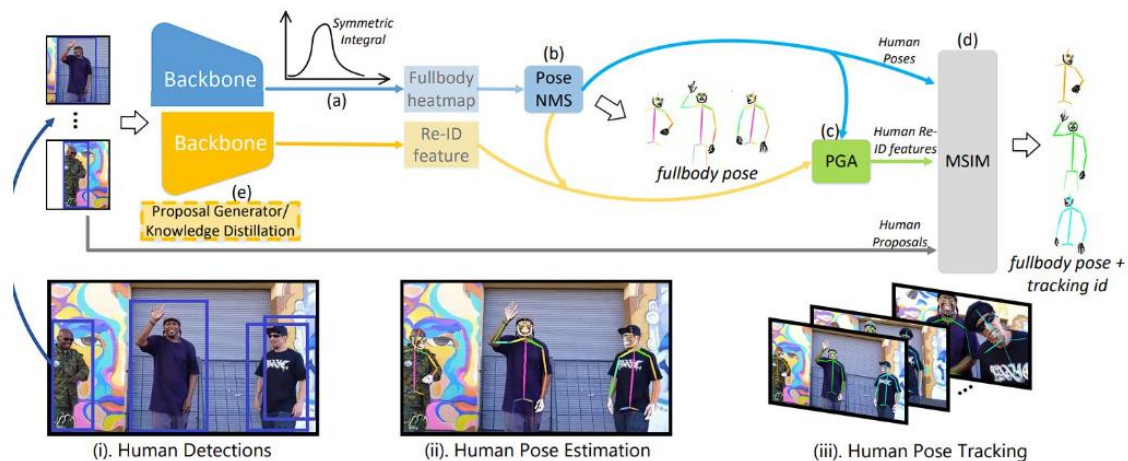 Symmetric
Integral
(b)
(d)
Human
Poses
Backbone
(a)
Fullbody
heatmap
Pose
NMS
Backbone
Re-ID
feature
(c)
PGA
Human Re-
ID features
MSIM
fullbody pose
(e)
Proposal Generator/
Knowledge Distillation
Human
Proposals
fullbody pose +
tracking id
(i). Human Detections
(ii). Human Pose Estimation
(iii). Human Pose Tracking